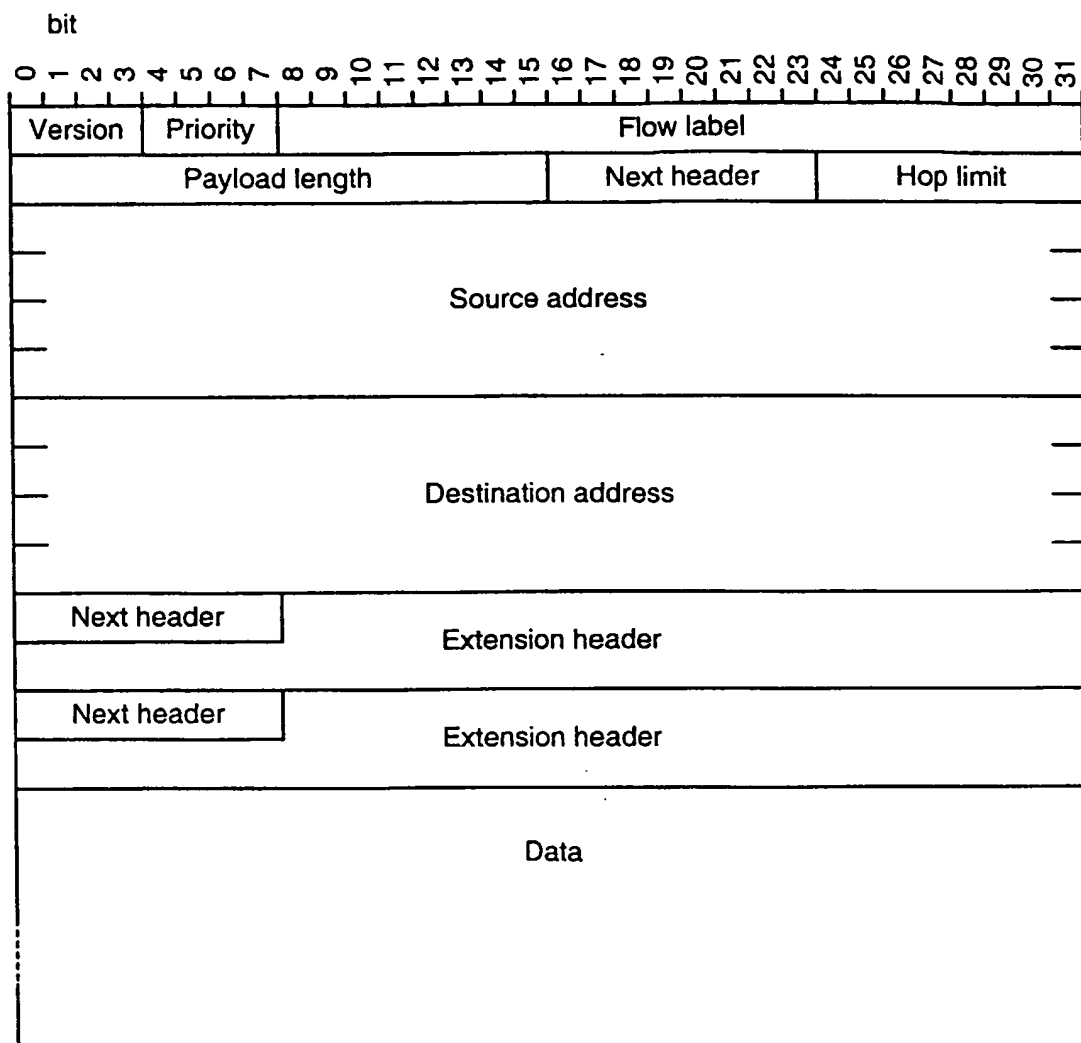 bit
0 1 2 3 4 5 6 7 8 9 10 11 12 13 14 15 16 17 18 19 20 21 22 23 24 25 26 27 28 29 30 31
Version Priority Flow label
Payload length Next header Hop limit
Source address
Destination address
Next header
Extension header
Next header
Extension header
Data